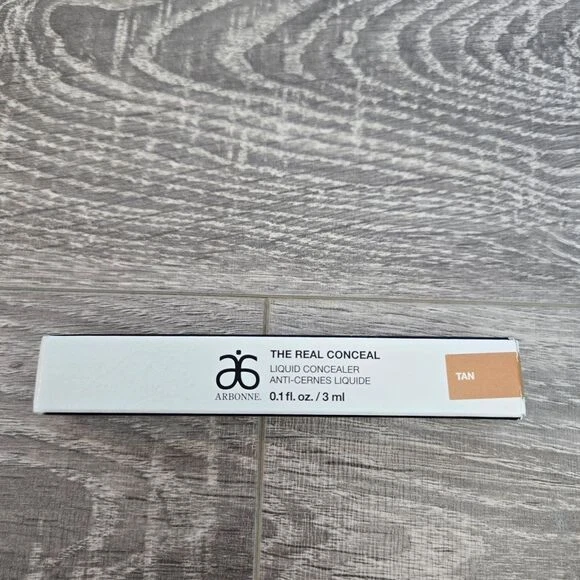 THE REAL CONCEAL
LIQUID CONCEALER
ANTI-CERNES LIQUIDE
0.1 fl. oz. / 3 ml
ARBONNE.
TAN